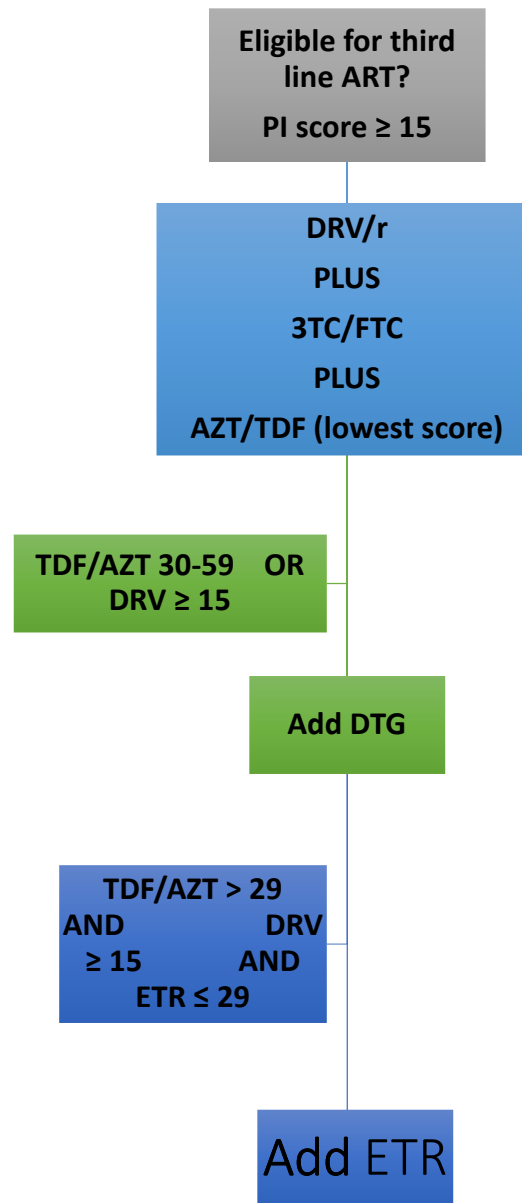 Eligible for third
line ART?
PI score ≥ 15
DRV/r
PLUS
3TC/FTC
PLUS
AZT/TDF (lowest score)
TDF/AZT 30-59 OR
DRV ≥ 15
Add DTG
TDF/AZT > 29
AND DRV
≥ 15 AND
ETR ≤ 29
Add ETR